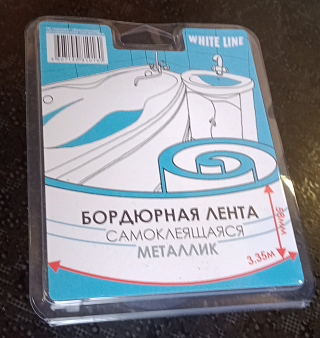 WHITE LINE
БОРДЮРНАЯ ЛЕНТА
САМОКЛЕЯЩАЯСЯ
МЕТАЛЛИК
38мм
3,35м